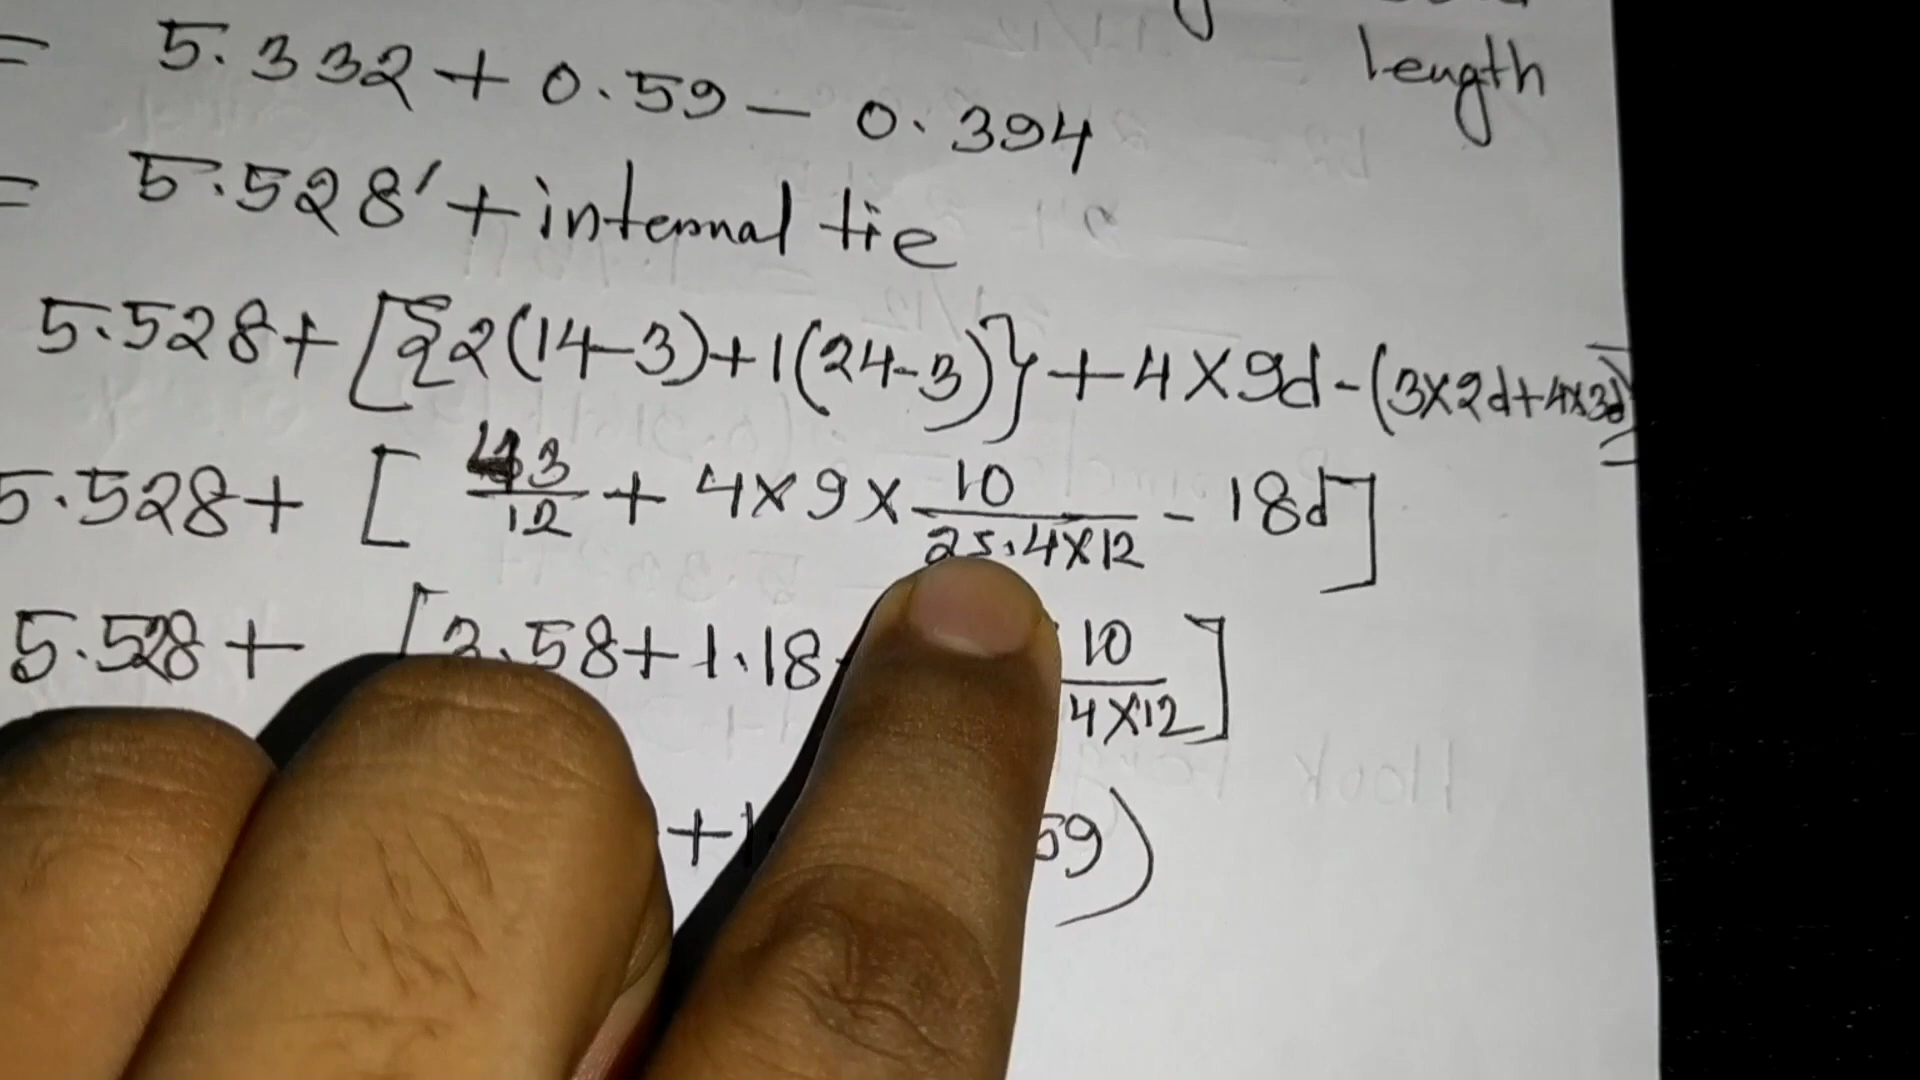 length
= 5.332 + 0.59 - 0.394
= 5.528' + internal tie
5.528 + [{2(14-3)+1(24-3)} + 4×9d - (3×2d+4×3d)]
5.528 + [43/12 + 4×9× 10/25.4×12 - 18d]
5.528 + [3.58 + 1.18 10/4×12]
+ 59)